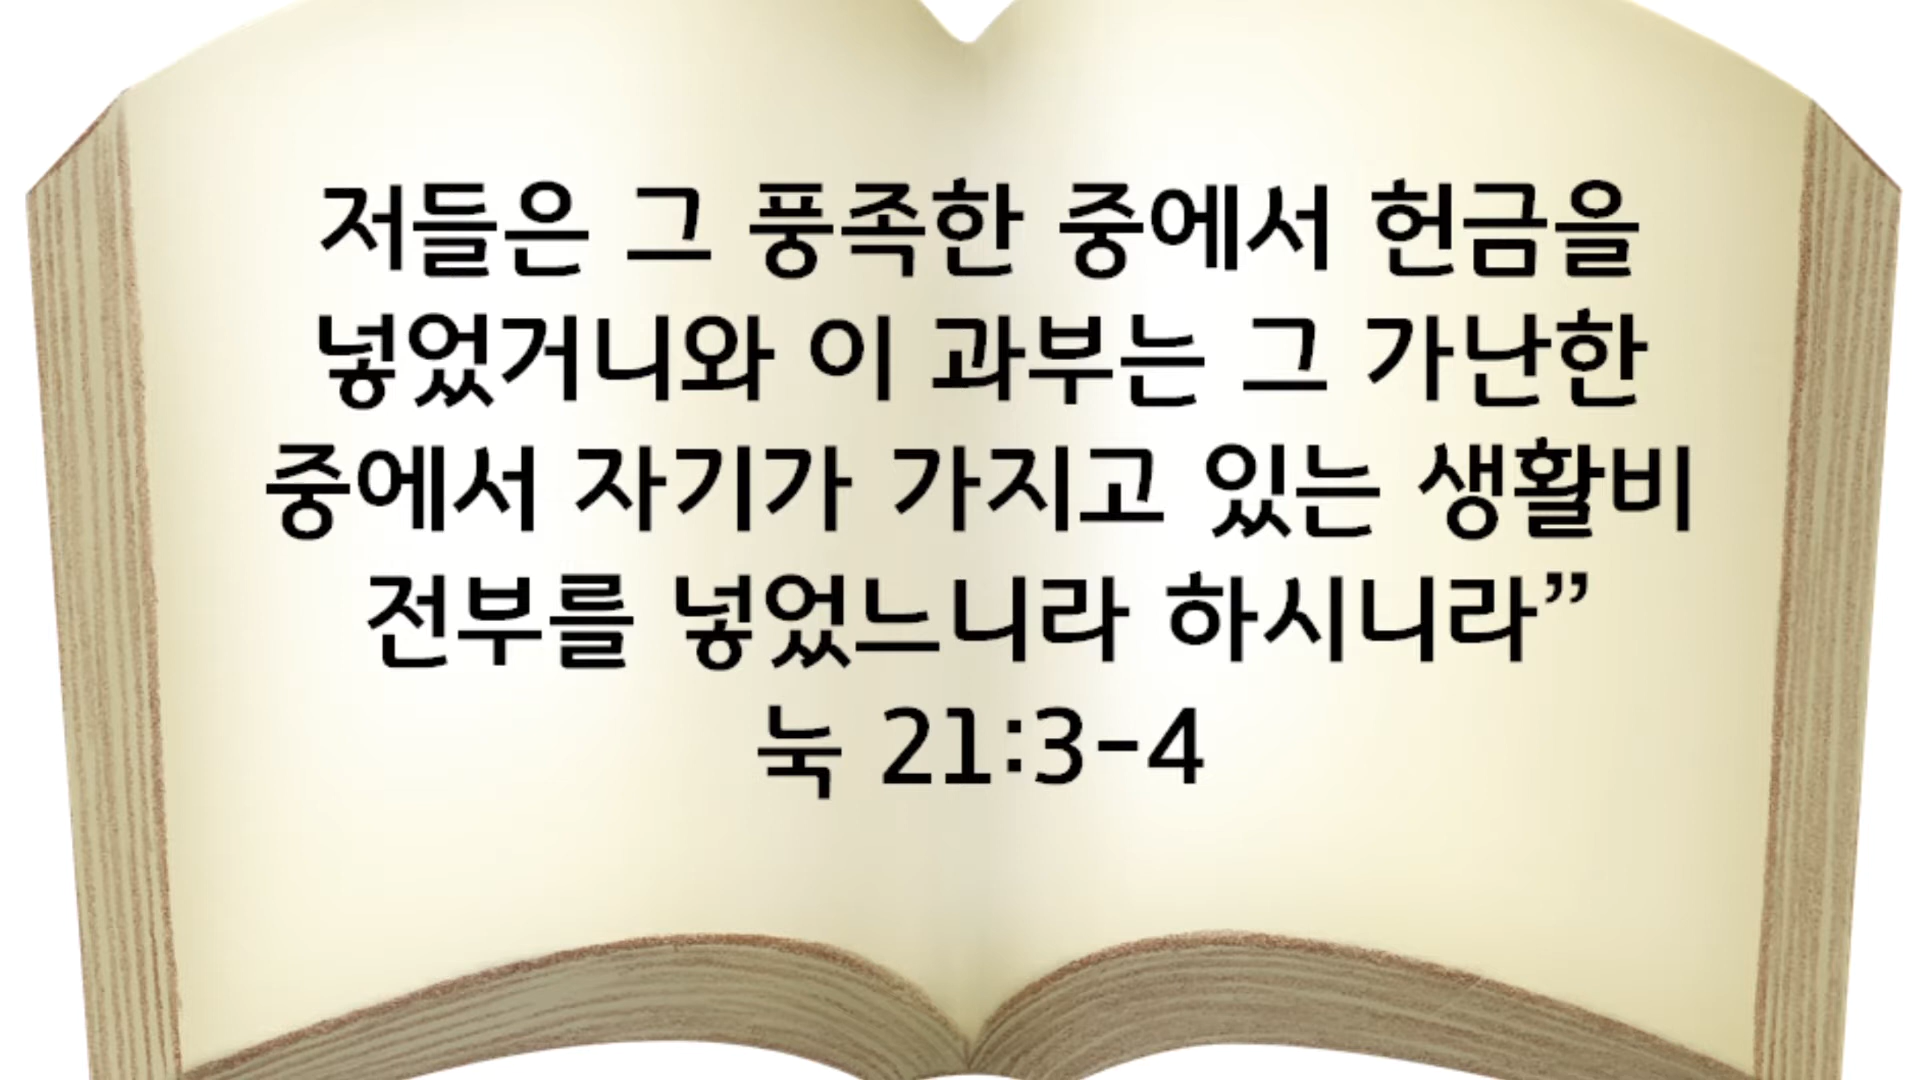 저들은 그 풍족한 중에서 헌금을
넣었거니와 이 과부는 그 가난한
중에서 자기가 가지고 있는 생활비
전부를 넣었느니라 하시니라”
눅 21:3-4